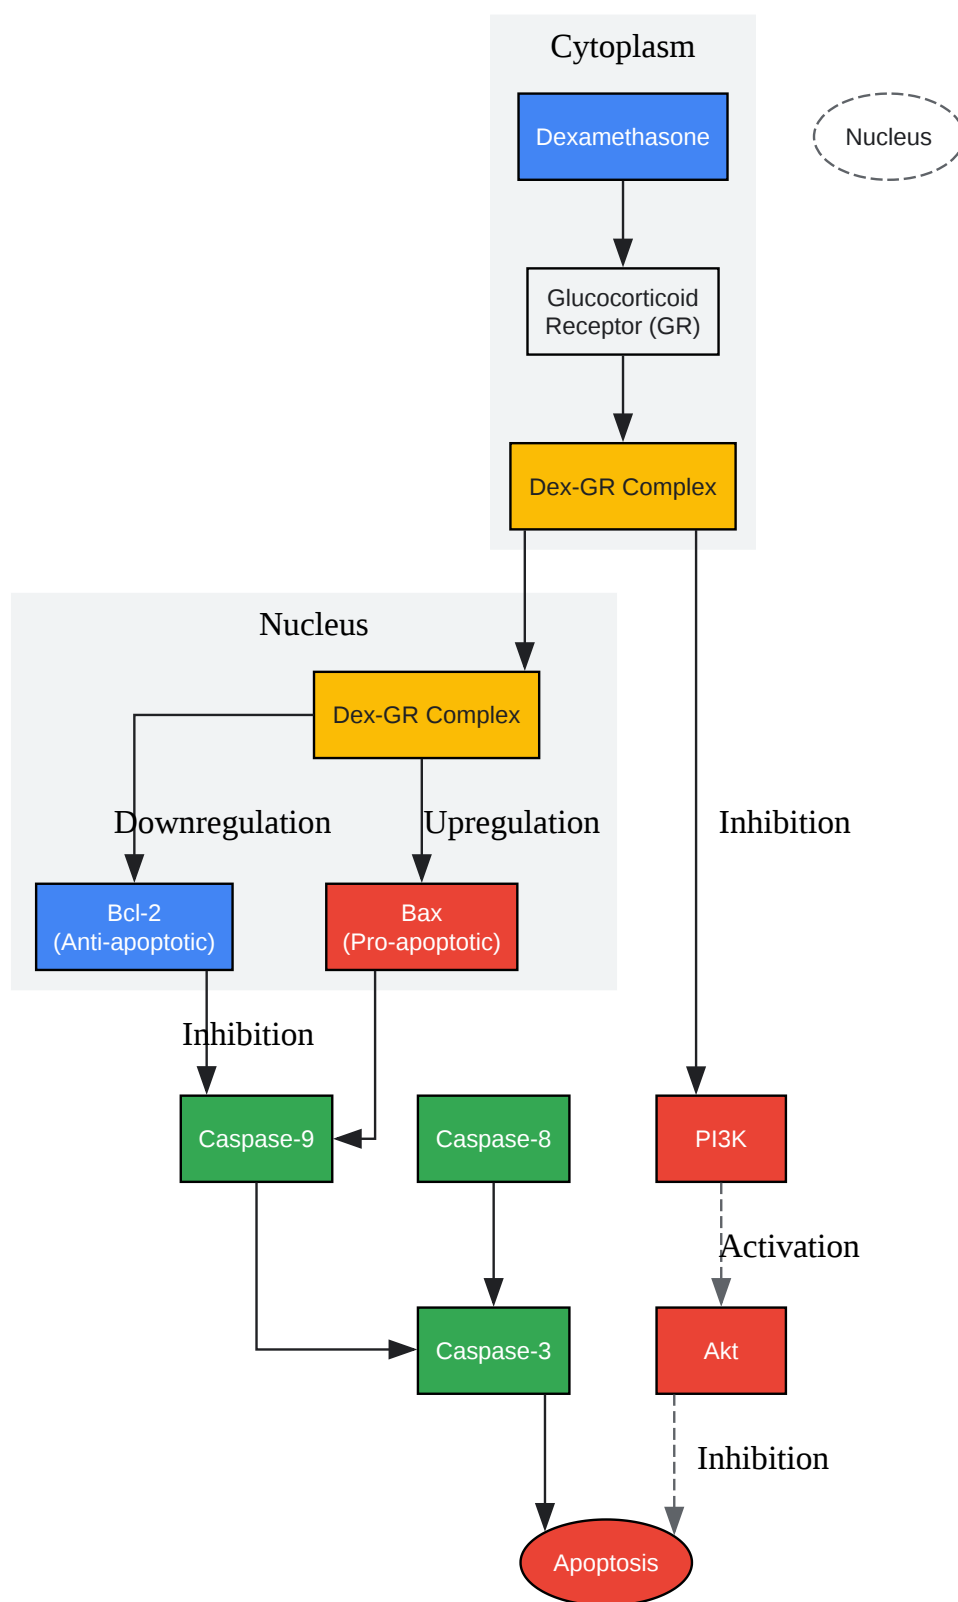 Cytoplasm
Dexamethasone
Nucleus
Glucocorticoid
Receptor (GR)
Dex-GR Complex
Nucleus
Dex-GR Complex
Downregulation
Upregulation
Inhibition
Bcl-2
(Anti-apoptotic)
Bax
(Pro-apoptotic)
Inhibition
Caspase-9
Caspase-8
PI3K
Activation
Caspase-3
Akt
Inhibition
Apoptosis